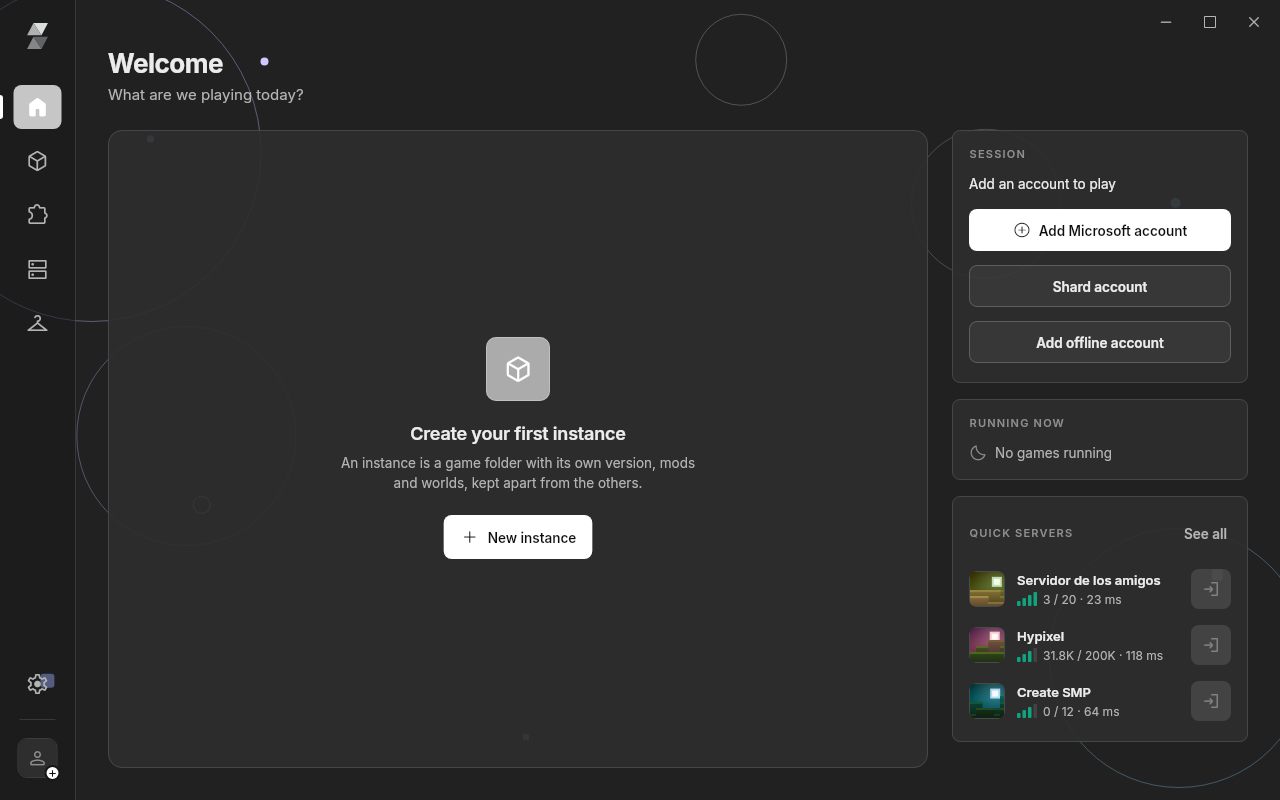 Welcome
What are we playing today?
Create your first instance
An instance is a game folder with its own version, mods
and worlds, kept apart from the others.
New instance
SESSION
Add an account to play
Add Microsoft account
Shard account
Add offline account
RUNNING NOW
No games running
QUICK SERVERS
See all
Servidor de los amigos
3 / 20 · 23 ms
Hypixel
31.8K / 200K · 118 ms
Create SMP
0 / 12 · 64 ms